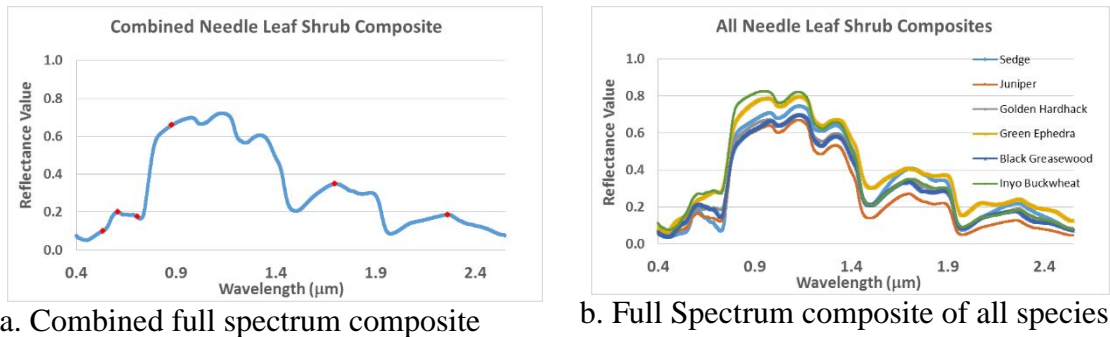 Combined Needle Leaf Shrub Composite
Reflectance Value
1.0
0.8
0.6
0.4
0.2
0.0
0.4
0.9
1.4
1.9
2.4
Wavelength (μm)
a. Combined full spectrum composite
All Needle Leaf Shrub Composites
Reflectance Value
1.0
0.8
0.6
0.4
0.2
0.0
0.4
0.9
1.4
1.9
2.4
Wavelength (μm)
Sedge
Juniper
Golden Hardhack
Green Ephedra
Black Greasewood
Inyo Buckwheat
b. Full Spectrum composite of all species